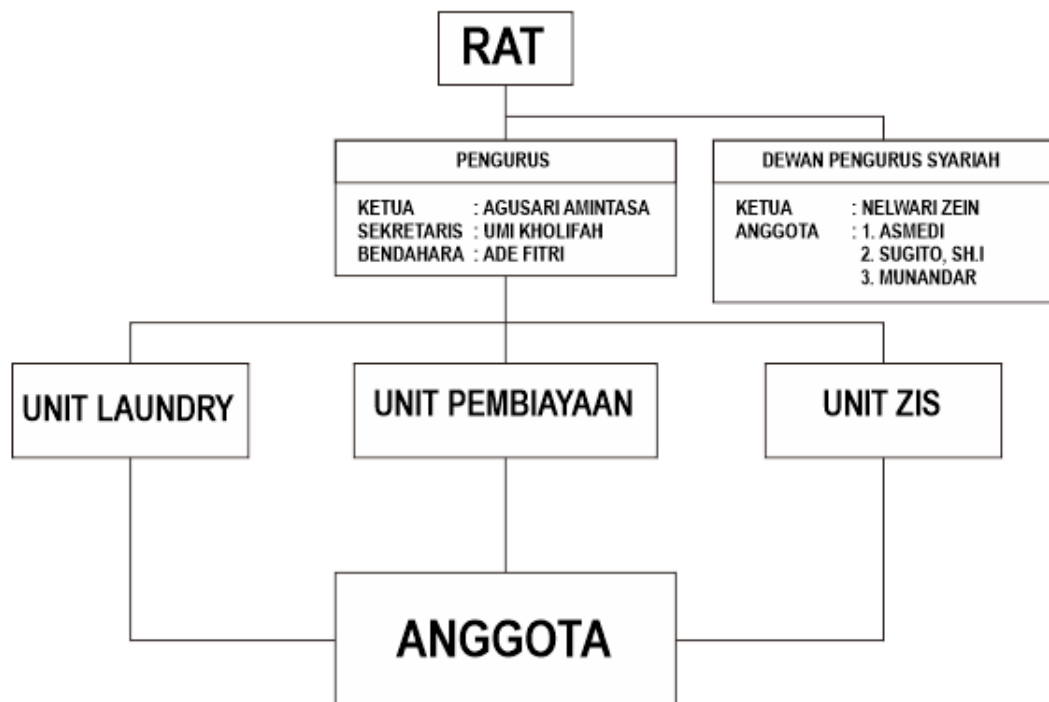 RAT
PENGURUS
KETUA : AGUSARI AMINTASA
SEKRETARIS : UMI KHOLIFAH
BENDAHARA : ADE FITRI
DEWAN PENGURUS SYARIAH
KETUA : NELWARI ZEIN
ANGGOTA : 1. ASMEDI
2. SUGITO, SH.I
3. MUNANDAR
UNIT LAUNDRY
UNIT PEMBIAYAAN
UNIT ZIS
ANGGOTA